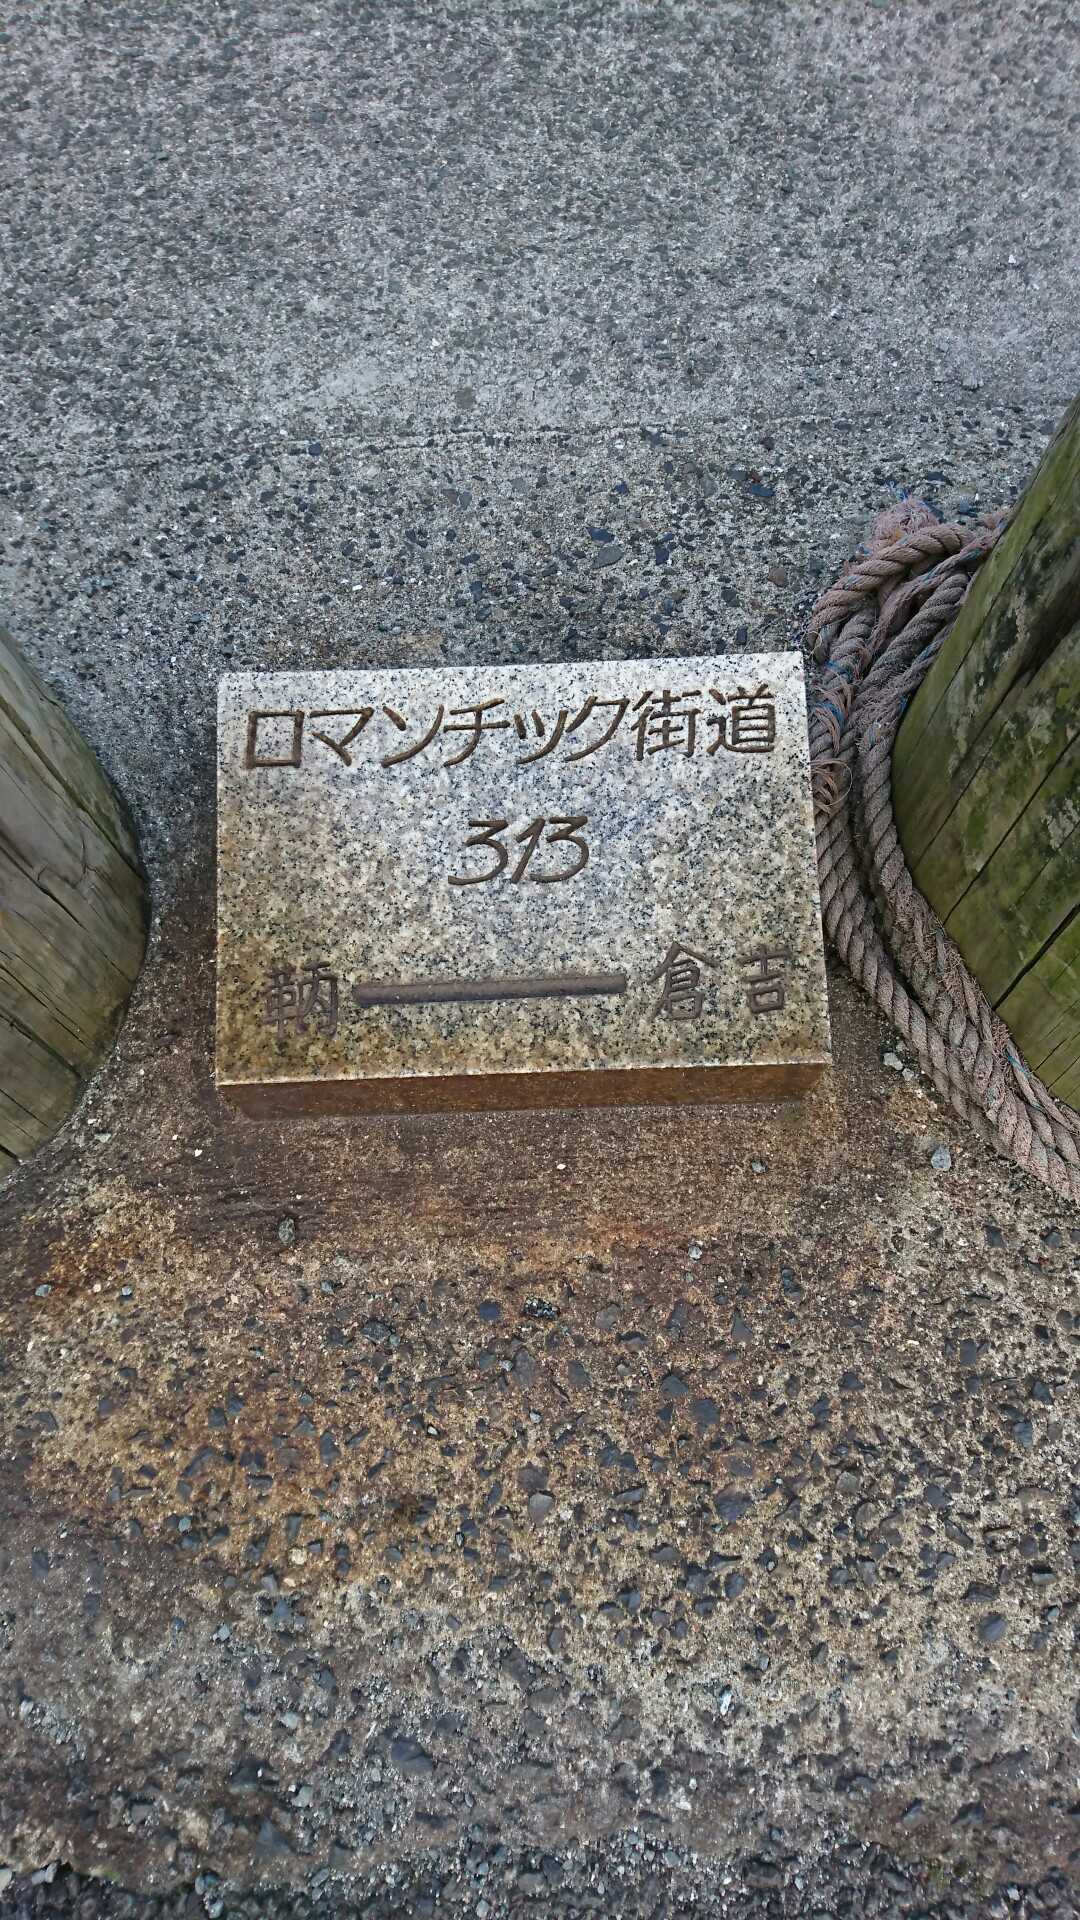 ロマンチック街道
313
鞆 ━ 倉吉